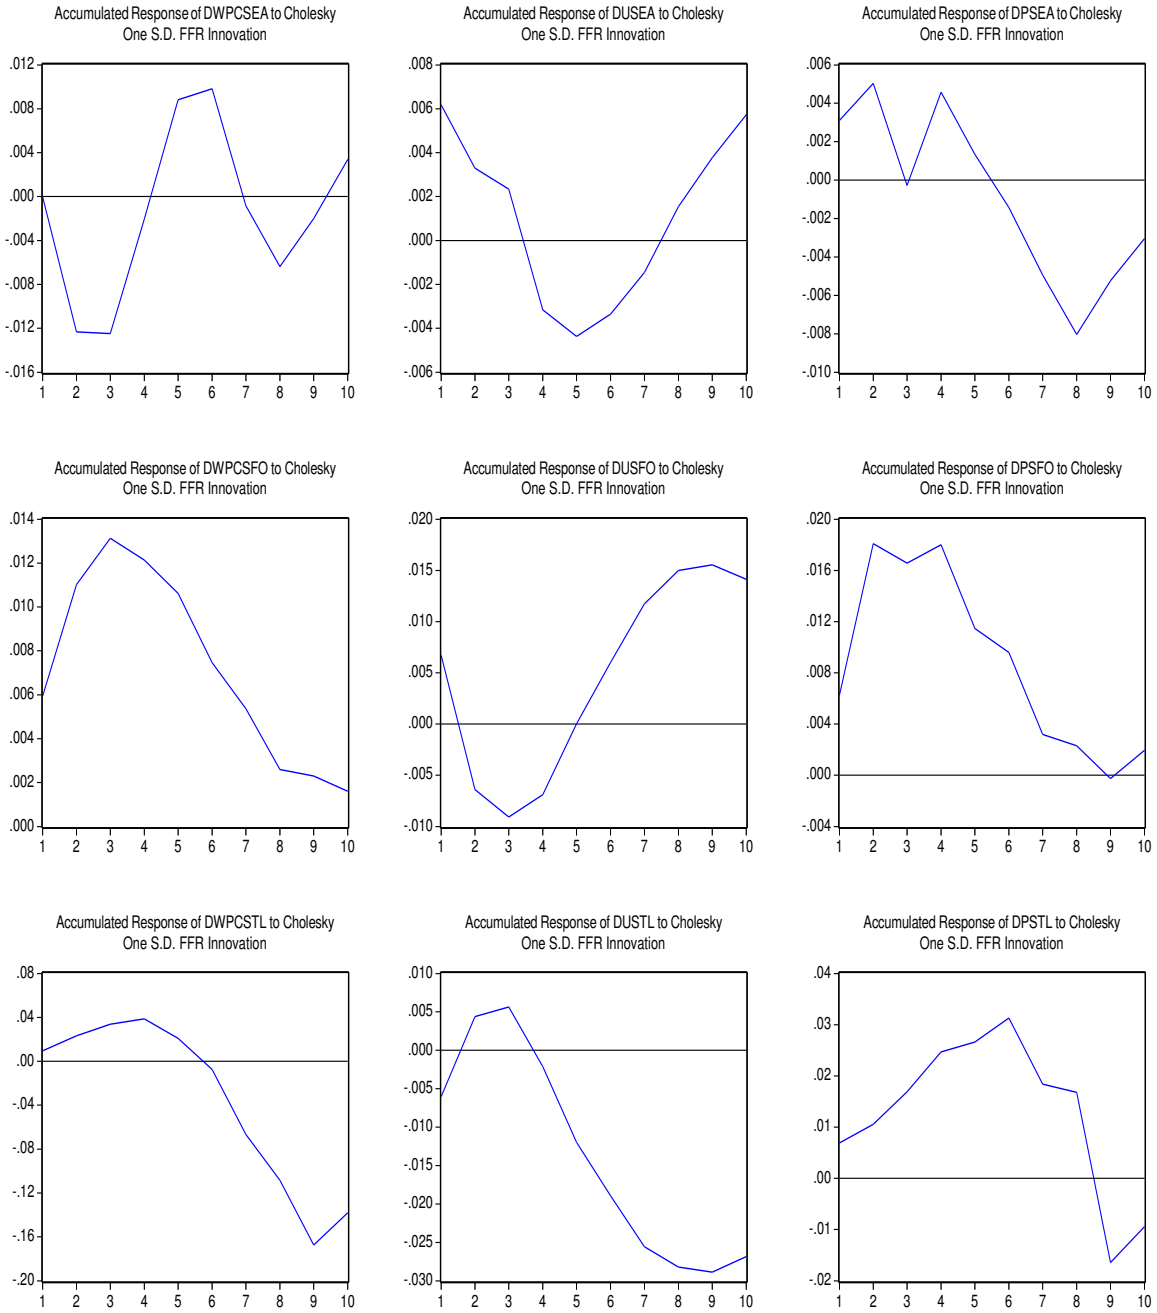 Accumulated Response of DWPCSEA to Cholesky
One S.D. FFR Innovation
.012
.008
.004
.000
-.004
-.008
-.012
-.016
1 2 3 4 5 6 7 8 9 10
Accumulated Response of DUSEA to Cholesky
One S.D. FFR Innovation
.008
.006
.004
.002
.000
-.002
-.004
-.006
1 2 3 4 5 6 7 8 9 10
Accumulated Response of DPSEA to Cholesky
One S.D. FFR Innovation
.006
.004
.002
.000
-.002
-.004
-.006
-.008
-.010
1 2 3 4 5 6 7 8 9 10
Accumulated Response of DWPCSFO to Cholesky
One S.D. FFR Innovation
.014
.012
.010
.008
.006
.004
.002
.000
1 2 3 4 5 6 7 8 9 10
Accumulated Response of DUSFO to Cholesky
One S.D. FFR Innovation
.020
.015
.010
.005
.000
-.005
-.010
1 2 3 4 5 6 7 8 9 10
Accumulated Response of DPSFO to Cholesky
One S.D. FFR Innovation
.020
.016
.012
.008
.004
.000
-.004
1 2 3 4 5 6 7 8 9 10
Accumulated Response of DWPCSTL to Cholesky
One S.D. FFR Innovation
.08
.04
.00
-.04
-.08
-.12
-.16
-.20
1 2 3 4 5 6 7 8 9 10
Accumulated Response of DUSTL to Cholesky
One S.D. FFR Innovation
.010
.005
.000
-.005
-.010
-.015
-.020
-.025
-.030
1 2 3 4 5 6 7 8 9 10
Accumulated Response of DPSTL to Cholesky
One S.D. FFR Innovation
.04
.03
.02
.01
.00
-.01
-.02
1 2 3 4 5 6 7 8 9 10